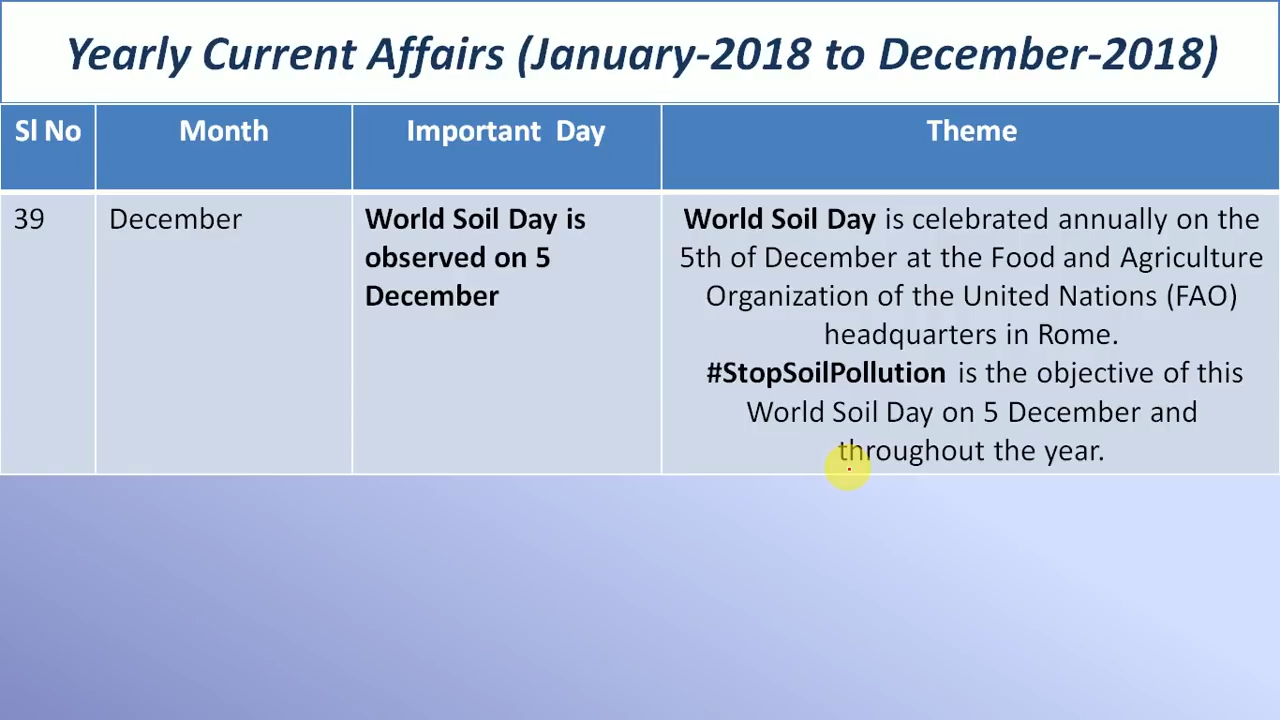 Yearly Current Affairs (January-2018 to December-2018)
Sl No Month Important Day Theme
39 December
World Soil Day is
observed on 5
December
World Soil Day is celebrated annually on the
5th of December at the Food and Agriculture
Organization of the United Nations (FAO)
headquarters in Rome.
#StopSoilPollution is the objective of this
World Soil Day on 5 December and
throughout the year.